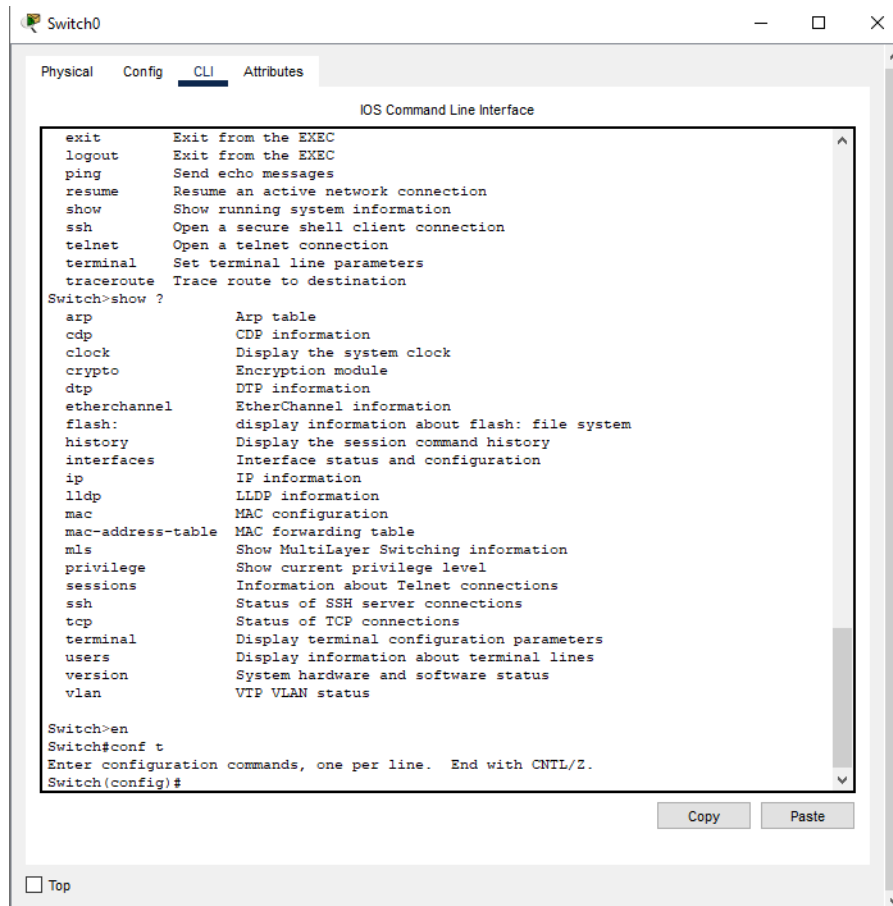 Switch0
Physical Config CLI Attributes
IOS Command Line Interface
exit Exit from the EXEC
logout Exit from the EXEC
ping Send echo messages
resume Resume an active network connection
show Show running system information
ssh Open a secure shell client connection
telnet Open a telnet connection
terminal Set terminal line parameters
traceroute Trace route to destination
Switch>show ?
arp Arp table
cdp CDP information
clock Display the system clock
crypto Encryption module
dtp DTP information
etherchannel EtherChannel information
flash: display information about flash: file system
history Display the session command history
interfaces Interface status and configuration
ip IP information
lldp LLDP information
mac MAC configuration
mac-address-table MAC forwarding table
mls Show MultiLayer Switching information
privilege Show current privilege level
sessions Information about Telnet connections
ssh Status of SSH server connections
tcp Status of TCP connections
terminal Display terminal configuration parameters
users Display information about terminal lines
version System hardware and software status
vlan VTP VLAN status
Switch>en
Switch#conf t
Enter configuration commands, one per line. End with CNTL/Z.
Switch(config)#
Copy Paste
Top